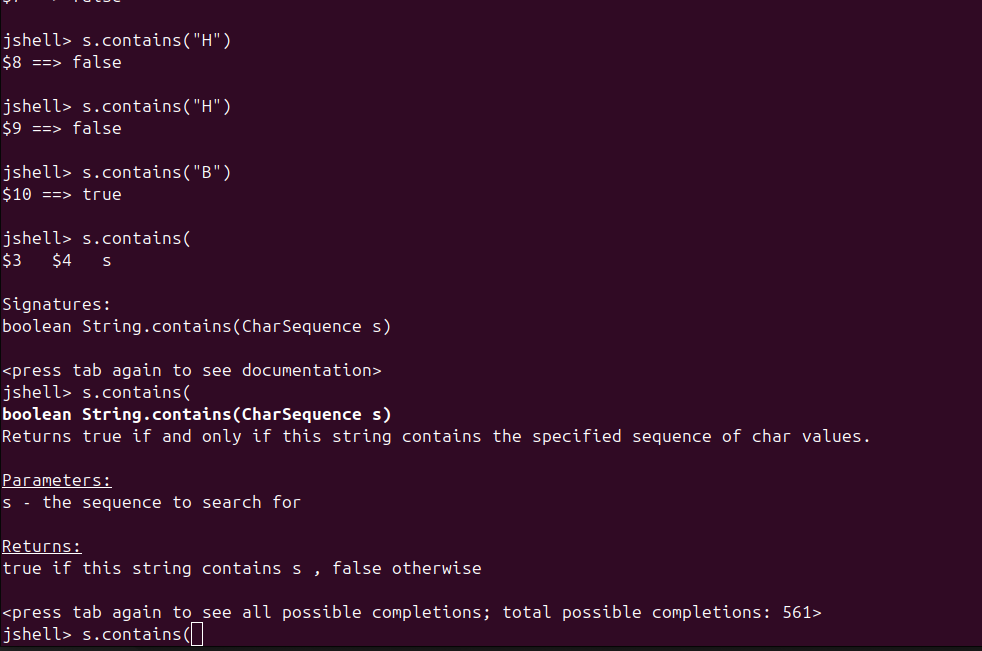 jshell> s.contains("H")
$8 ==> false
jshell> s.contains("H")
$9 ==> false
jshell> s.contains("B")
$10 ==> true
jshell> s.contains(
$3   $4   s
Signatures:
boolean String.contains(CharSequence s)
<press tab again to see documentation>
jshell> s.contains(
boolean String.contains(CharSequence s)
Returns true if and only if this string contains the specified sequence of char values.
Parameters:
s - the sequence to search for
Returns:
true if this string contains s , false otherwise
<press tab again to see all possible completions; total possible completions: 561>
jshell> s.contains(